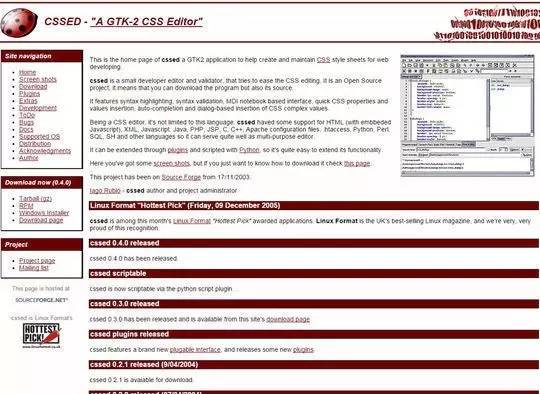 CSSED - "A GTK-2 CSS Editor"
Site navigation
Home
Screen shots
Download
Plugins
Extras
Development
ToDo
Bugs
Docs
Supported OS
Distribution
Acknowledgments
Author
Download now (0.4.0)
Tarball (gz)
RPM
Windows Installer
Download page
Project
Project page
Mailing list
This page is hosted at
SOURCEFORGE.NET
cssed is Linux Format's
HOTTEST
PICK!
www.linuxformat.co.uk
This is the home page of cssed a GTK2 application to help create and maintain CSS style sheets for web
developing.
cssed is a small developer editor and validator, that tries to ease the CSS editing. It is an Open Source
project, it means that you can download the program but also its source.
It features syntax highlighting, syntax validation, MDI notebook based interface, quick CSS properties and
values insertion, auto-completion and dialog-based insertion of CSS complex values.
Being a CSS editor, it's not limited to this language. cssed have some support for HTML (with embbeded
Javascript), XML, Javascript, Java, PHP, JSP, C, C++, Apache configuration files, .htaccess, Python, Perl,
SQL, SH and other languages so it can serve quite well as multi-purpose editor.
It can be extended through plugins and scripted with Python, so it's quite easy to extend its functionality.
Here you've got some screen shots, but if you just want to know how to download it check this page.
This project has been on Source Forge from 17/11/2003.
Iago Rubio - cssed author and project administrator
Linux Format "Hottest Pick" (Friday, 09 December 2005)
cssed is among this month's Linux Format "Hottest Pick" awarded applications. Linux Format is the UK's best-selling Linux magazine, and we're very, very
proud of this recognition.
cssed 0.4.0 released
cssed 0.4.0 has been released.
cssed scriptable
cssed is now scriptable via the python script plugin.
cssed 0.3.0 released
cssed 0.3.0 has been released and is available from this site's download page
cssed plugins released
cssed features a brand new plugable interface, and releases some new plugins.
cssed 0.2.1 released (9/04/2004)
cssed 0.2.1 is available for download.